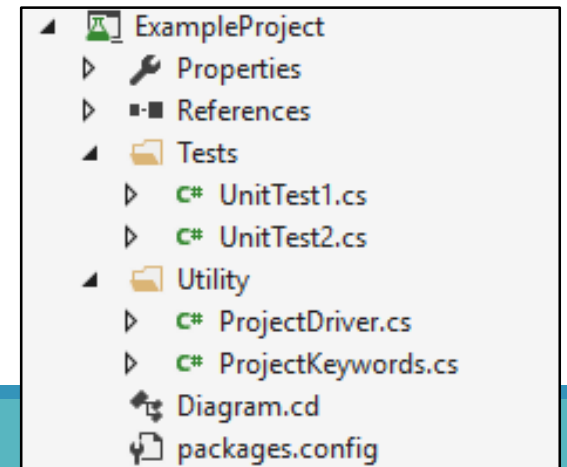 ExampleProject
Properties
References
Tests
C# UnitTest1.cs
C# UnitTest2.cs
Utility
C# ProjectDriver.cs
C# ProjectKeywords.cs
Diagram.cd
packages.config